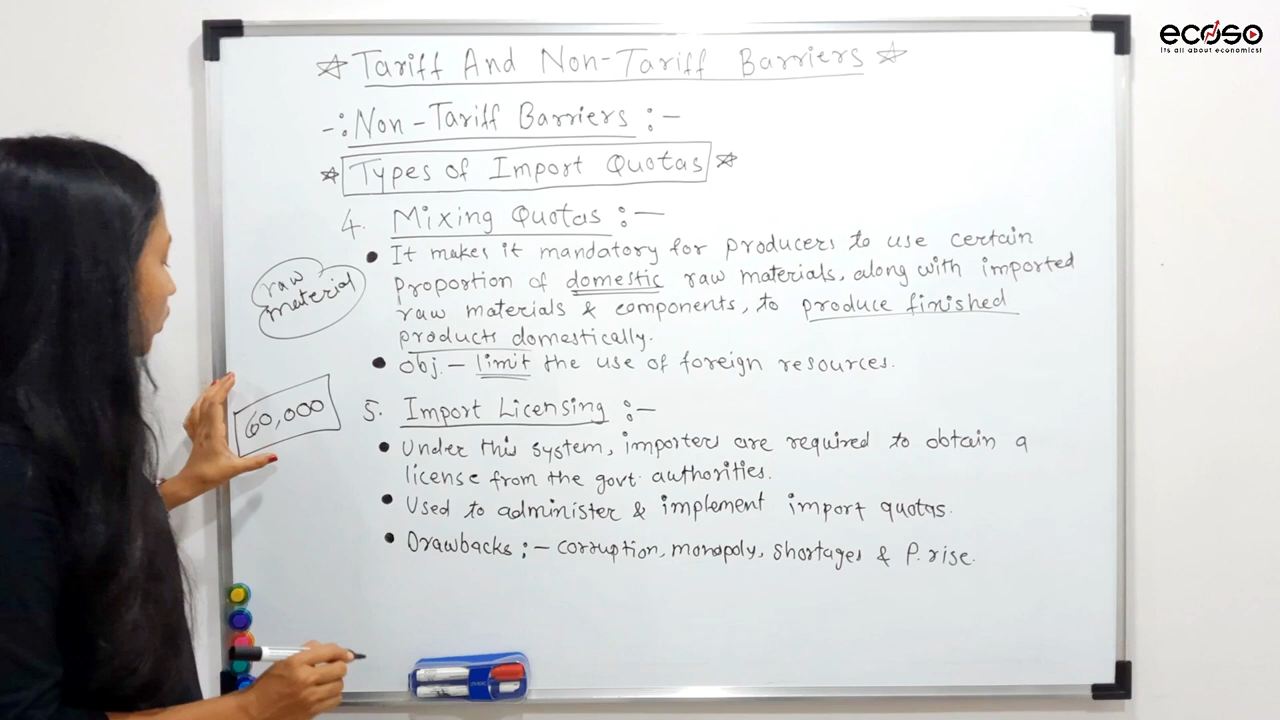 ecoso
Its all about economics!
☆ Tariff And Non-Tariff Barriers ☆
-: Non-Tariff Barriers :-
☆ Types of Import Quotas ☆
4. Mixing Quotas :-
• It makes it mandatory for producers to use certain
proportion of domestic raw materials, along with imported
raw materials & components, to produce finished
products domestically.
• Obj. - limit the use of foreign resources.
raw
material
60,000
5. Import Licensing :-
• Under this system, importers are required to obtain a
license from the govt. authorities.
• Used to administer & implement import quotas.
• Drawbacks :- corruption, monopoly, shortages & P. rise.